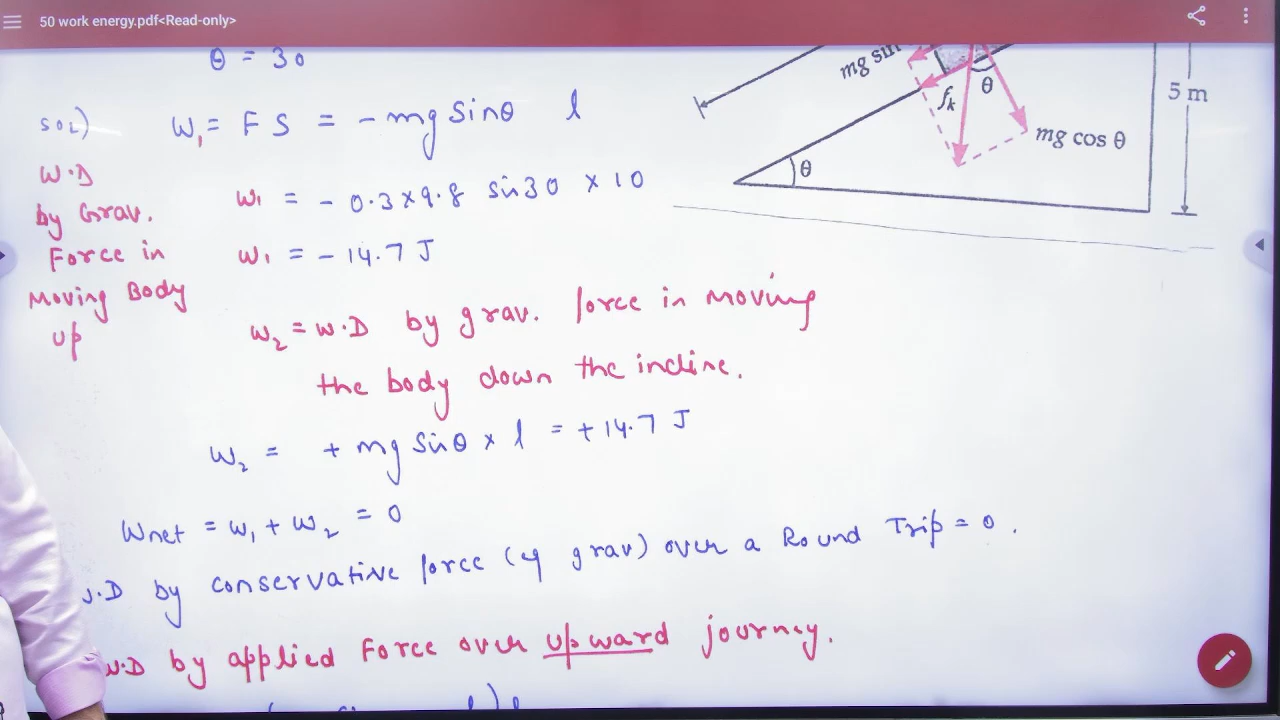 50 work energy.pdf<Read-only>
θ = 30
SOL) W₁ = F S = - mg sinθ l
W.D
by Grav.
Force in
Moving Body
up
W₁ = - 0.3×9.8 sin30 × 10
W₁ = - 14.7 J
W₂ = W.D by grav. force in moving
the body down the incline.
W₂ = + mg sinθ × l = + 14.7 J
Wnet = W₁ + W₂ = 0
.D by conservative force (eg grav) over a Round Trip = 0 .
W.D by applied Force over upward journey.
mg sin
fk
θ
mg cos θ
θ
5 m